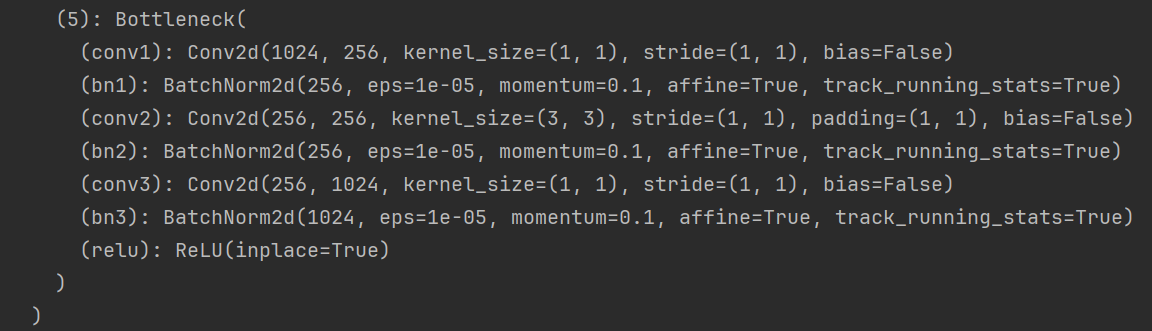 (5): Bottleneck(
(conv1): Conv2d(1024, 256, kernel_size=(1, 1), stride=(1, 1), bias=False)
(bn1): BatchNorm2d(256, eps=1e-05, momentum=0.1, affine=True, track_running_stats=True)
(conv2): Conv2d(256, 256, kernel_size=(3, 3), stride=(1, 1), padding=(1, 1), bias=False)
(bn2): BatchNorm2d(256, eps=1e-05, momentum=0.1, affine=True, track_running_stats=True)
(conv3): Conv2d(256, 1024, kernel_size=(1, 1), stride=(1, 1), bias=False)
(bn3): BatchNorm2d(1024, eps=1e-05, momentum=0.1, affine=True, track_running_stats=True)
(relu): ReLU(inplace=True)
)
)